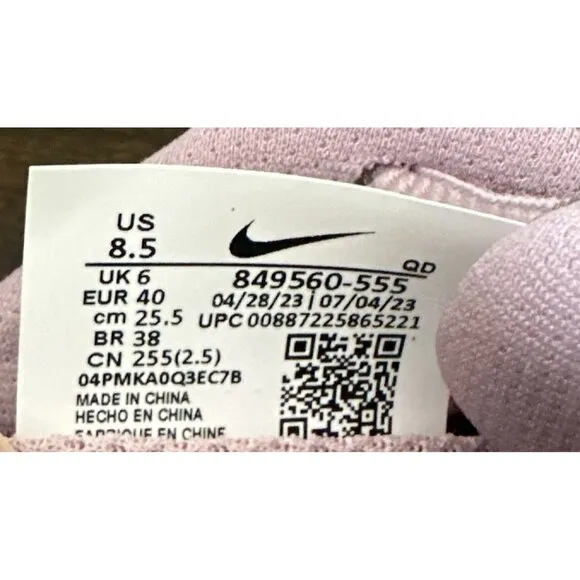 US
8.5
QD
UK 6 849560-555
EUR 40 04/28/23 | 07/04/23
cm 25.5 UPC 00887225865221
BR 38
CN 255(2.5)
04PMKA0Q3EC7B
MADE IN CHINA
HECHO EN CHINA
FABRIQUE EN CHINE